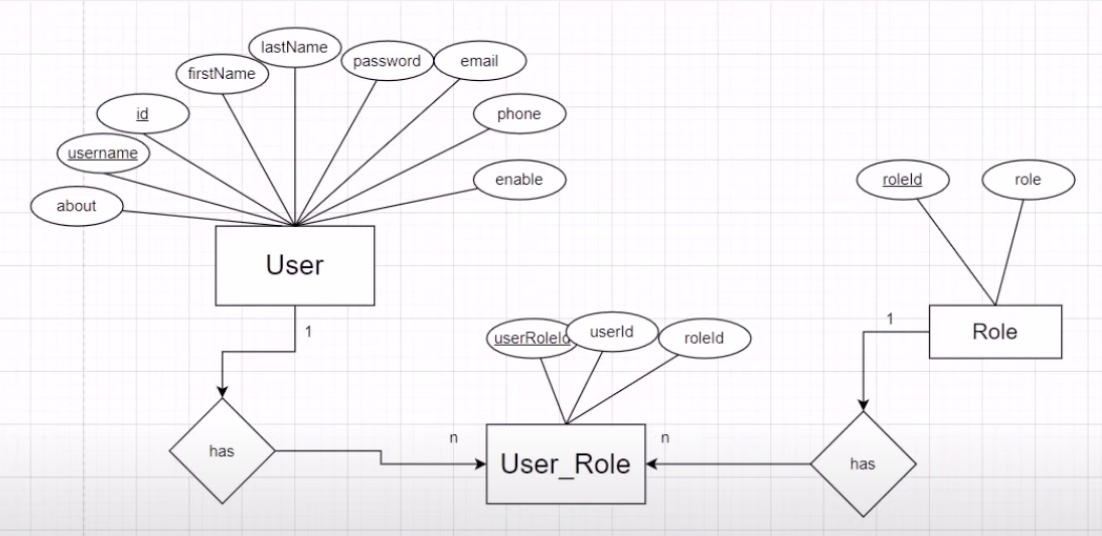 lastName
password
email
firstName
id
phone
username
enable
about
roleId
role
User
1
userRoleId
userId
roleId
1
Role
has
n
User_Role
n
has